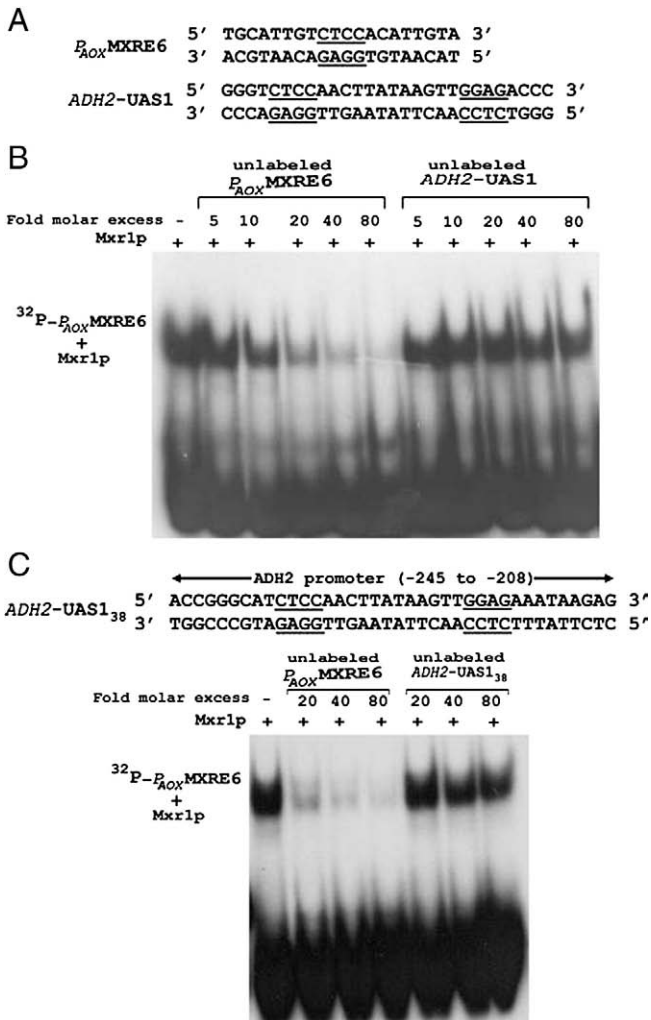 A
P_AOX MXRE6
5′ TGCATTGTCTCCACATTGTA 3′
3′ ACGTAACAGAGGTGTAACAT 5′
ADH2-UAS1
5′ GGGTCTCCAACTTATAAGTTGGAGACCC 3′
3′ CCCAGAGGTTGAATATTCAACCTCTGGG 5′
B
unlabeled P_AOX MXRE6
unlabeled ADH2-UAS1
Fold molar excess - 5 10 20 40 80 5 10 20 40 80
Mxr1p + + + + + + + + + + +
32P-P_AOX MXRE6
+
Mxr1p
C
ADH2 promoter (-245 to -208)
ADH2-UAS1_38
5′ ACCGGGCATCTCCAACTTATAAGTTGGAGAAATAAGAG 3″
3′ TGGCCCGTAGAGGTTGAATATTCAACCTCTTTATTCTC 5″
unlabeled P_AOX MXRE6
unlabeled ADH2-UAS1_38
Fold molar excess - 20 40 80 20 40 80
Mxr1p + + + + + + +
32P-P_AOX MXRE6
+
Mxr1p